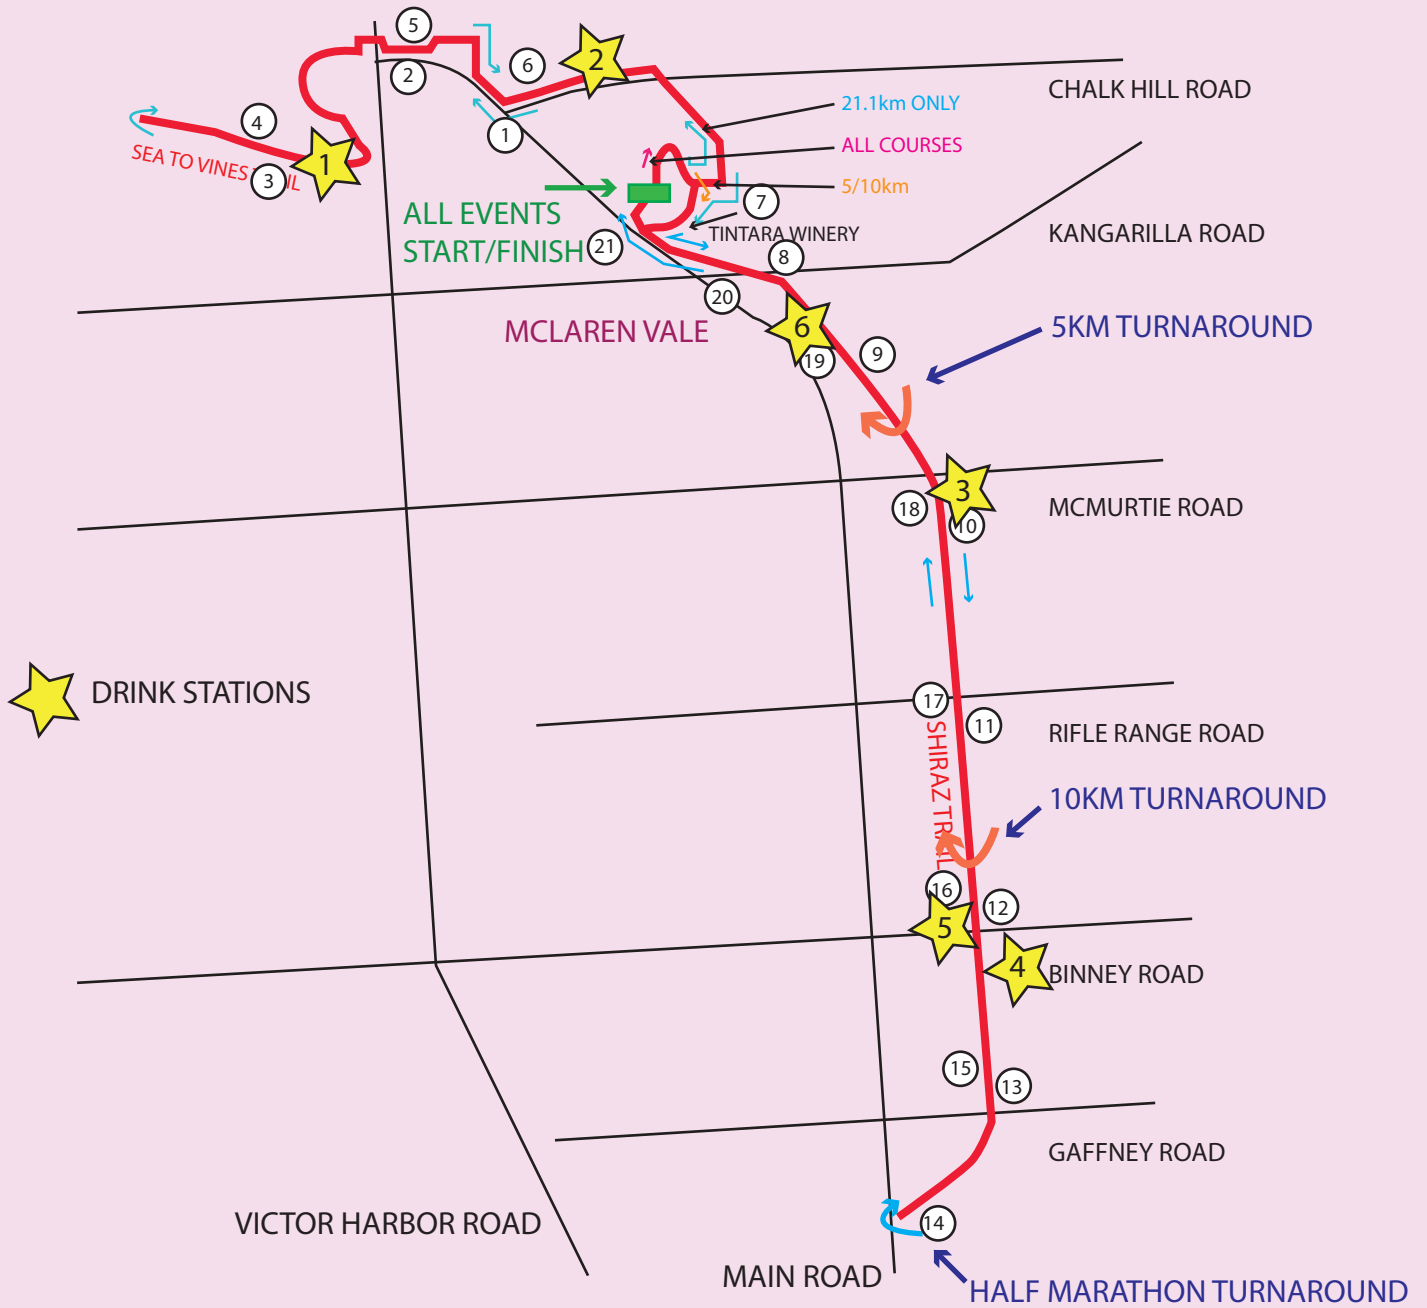 5
6
2
2
CHALK HILL ROAD
21.1km ONLY
4
1
ALL COURSES
SEA TO VINES
IL
3
1
5/10km
7
ALL EVENTS
START/FINISH
21
TINTARA WINERY
KANGARILLA ROAD
8
20
MCLAREN VALE
6
19
9
5KM TURNAROUND
3
18
10
MCMURTIE ROAD
DRINK STATIONS
17
11
RIFLE RANGE ROAD
SHIRAZ TRAIL
10KM TURNAROUND
16
12
5
4
BINNEY ROAD
15
13
GAFFNEY ROAD
VICTOR HARBOR ROAD
14
MAIN ROAD
HALF MARATHON TURNAROUND